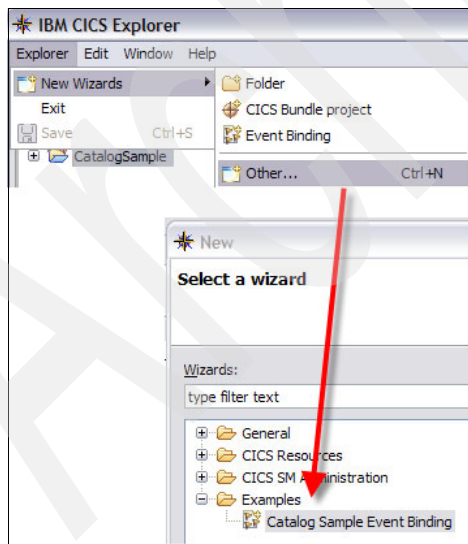 IBM CICS Explorer
Explorer Edit Window Help
New Wizards
Folder
Exit
CICS Bundle project
Save Ctrl+S
Event Binding
CatalogSample
Other... Ctrl+N
New
Select a wizard
Wizards:
type filter text
General
CICS Resources
CICS SM Administration
Examples
Catalog Sample Event Binding